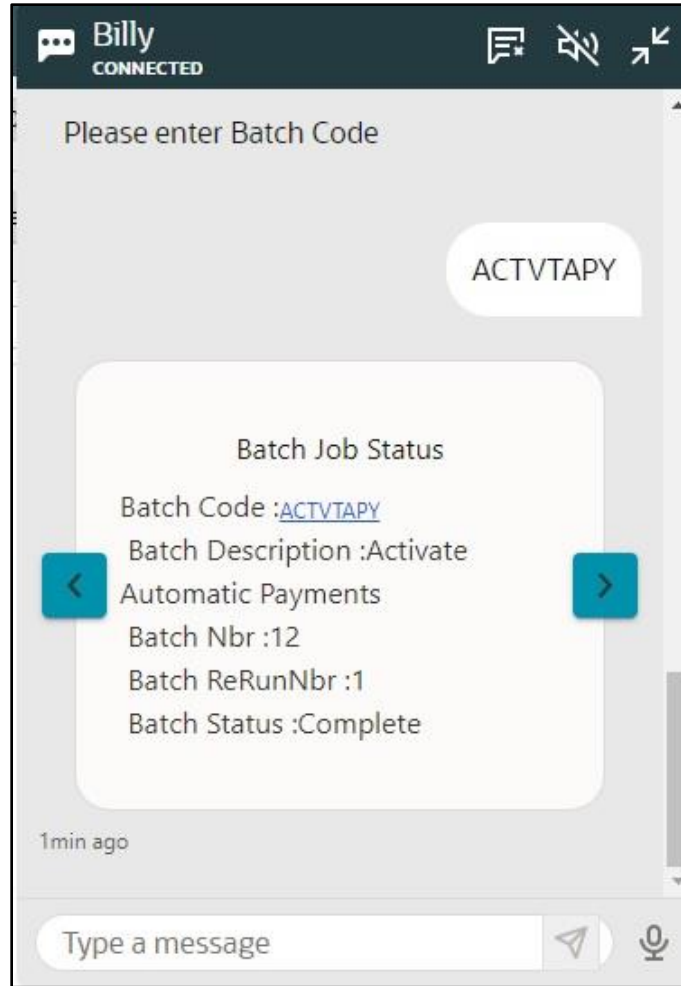 Billy
CONNECTED
Please enter Batch Code
ACTVTAPY
Batch Job Status
Batch Code :ACTVTAPY
Batch Description :Activate
Automatic Payments
Batch Nbr :12
Batch ReRunNbr :1
Batch Status :Complete
1min ago
Type a message